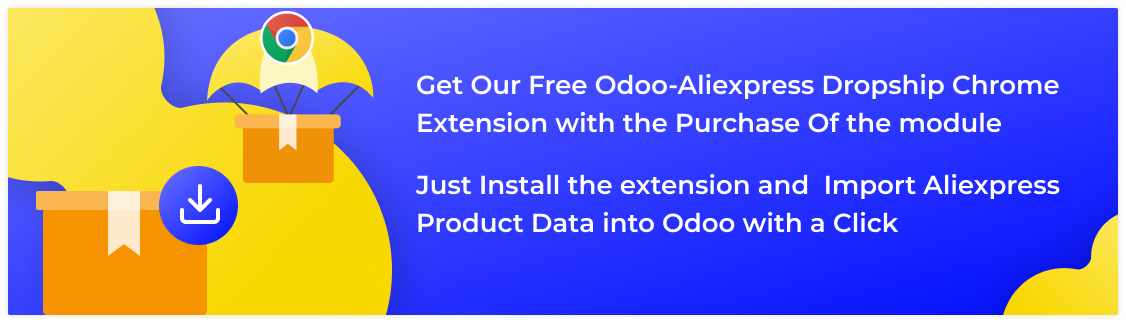 Get Our Free Odoo-Aliexpress Dropship Chrome
Extension with the Purchase Of the module
Just Install the extension and  Import Aliexpress
Product Data into Odoo with a Click